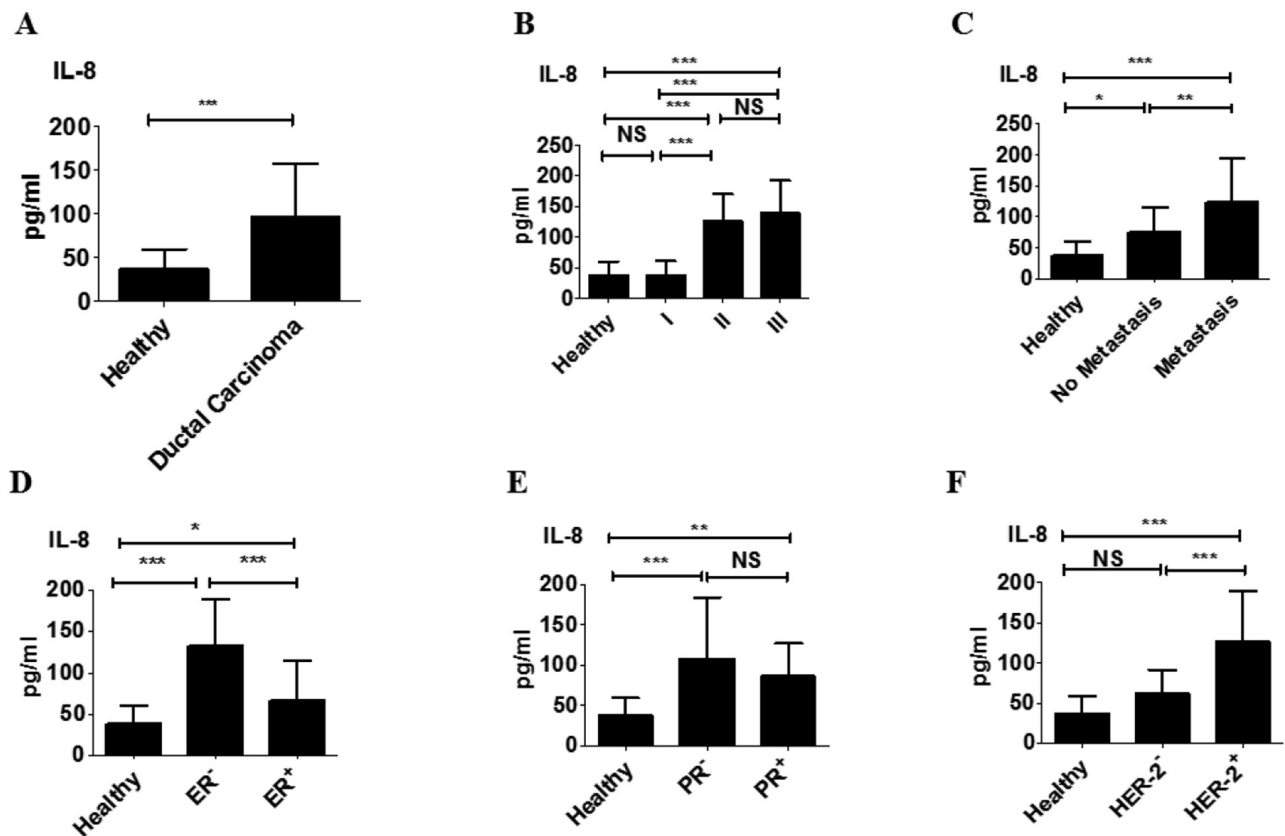 A
IL-8
***
200
150
100
50
0
pg/ml
Healthy
Ductal Carcinoma
B
IL-8
***
***
***
NS
NS
***
250
200
150
100
50
0
pg/ml
Healthy
I
II
III
C
IL-8
***
*
**
250
200
150
100
50
0
pg/ml
Healthy
No Metastasis
Metastasis
D
IL-8
*
***
***
200
150
100
50
0
pg/ml
Healthy
ER⁻
ER⁺
E
IL-8
**
***
NS
200
150
100
50
0
pg/ml
Healthy
PR⁻
PR⁺
F
IL-8
***
NS
***
200
150
100
50
0
pg/ml
Healthy
HER-2⁻
HER-2⁺